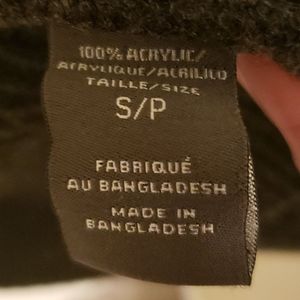 100% ACRYLIC/
ACRYLIQUE/ACRILICO
TAILLE/SIZE
S/P
FABRIQUÉ
AU BANGLADESH
MADE IN
BANGLADESH